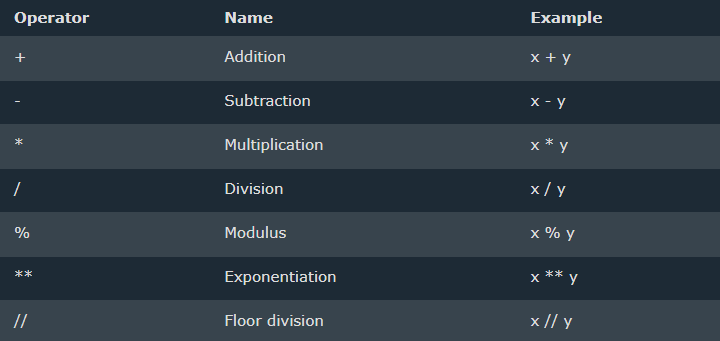 Operator Name Example
+ Addition x + y
- Subtraction x - y
* Multiplication x * y
/ Division x / y
% Modulus x % y
** Exponentiation x ** y
// Floor division x // y